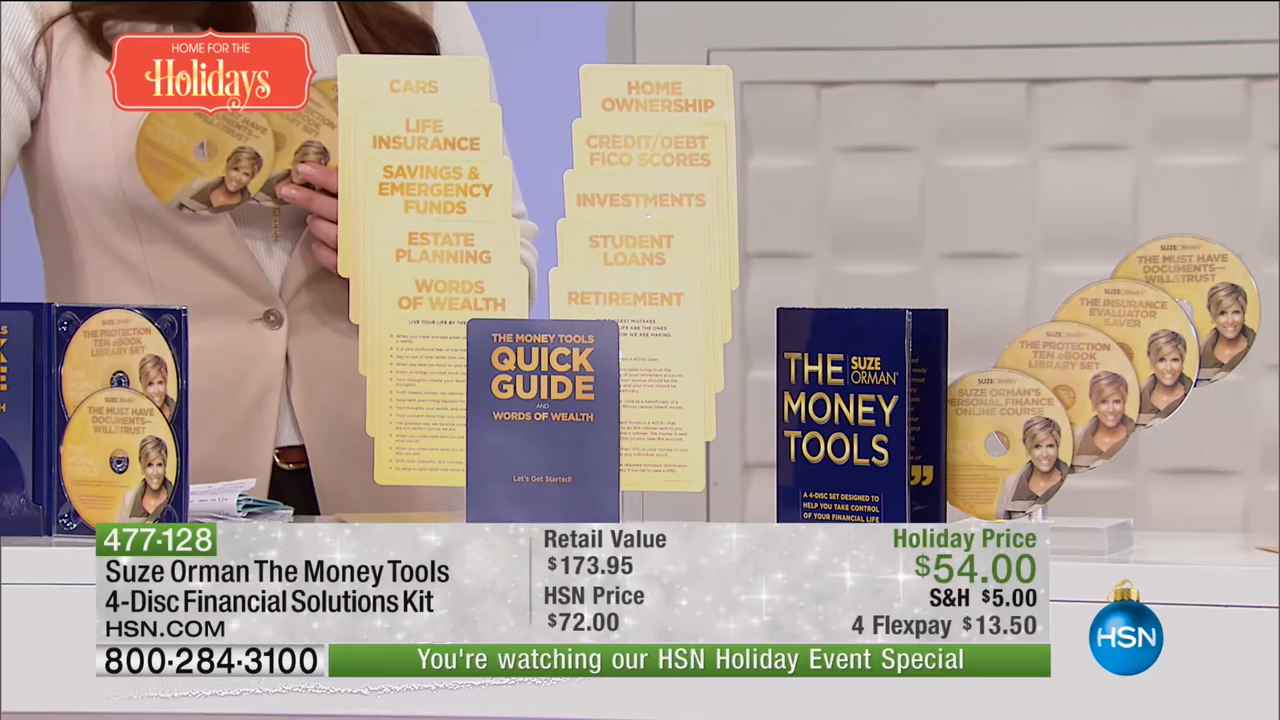 HOME FOR THE
Holidays
CARS
LIFE
INSURANCE
SAVINGS &
EMERGENCY
FUNDS
ESTATE
PLANNING
WORDS
OF WEALTH
LIVE YOUR LIFE BY THE
HOME
OWNERSHIP
CREDIT/DEBT
FICO SCORES
INVESTMENTS
STUDENT
LOANS
RETIREMENT
THE MONEY TOOLS
QUICK
GUIDE
AND
WORDS OF WEALTH
Let's Get Started!
SUZE ORMAN
THE PROTECTION
TEN eBOOK
LIBRARY SET
SUZE ORMAN
THE MUST HAVE
DOCUMENTS—
WILL&TRUST
THE SUZE ORMAN
MONEY
TOOLS
A 4-DISC SET DESIGNED TO
HELP YOU TAKE CONTROL
OF YOUR FINANCIAL LIFE
SUZE ORMAN
THE MUST HAVE
DOCUMENTS—
WILL&TRUST
SUZE ORMAN
THE INSURANCE
EVALUATOR
SAVER
SUZE ORMAN
THE PROTECTION
TEN eBOOK
LIBRARY SET
SUZE ORMAN
SUZE ORMAN'S
PERSONAL FINANCE
ONLINE COURSE
477-128
Suze Orman The Money Tools
4-Disc Financial Solutions Kit
HSN.COM
Retail Value
$173.95
HSN Price
$72.00
Holiday Price
$54.00
S&H $5.00
4 Flexpay $13.50
800-284-3100
You're watching our HSN Holiday Event Special
HSN